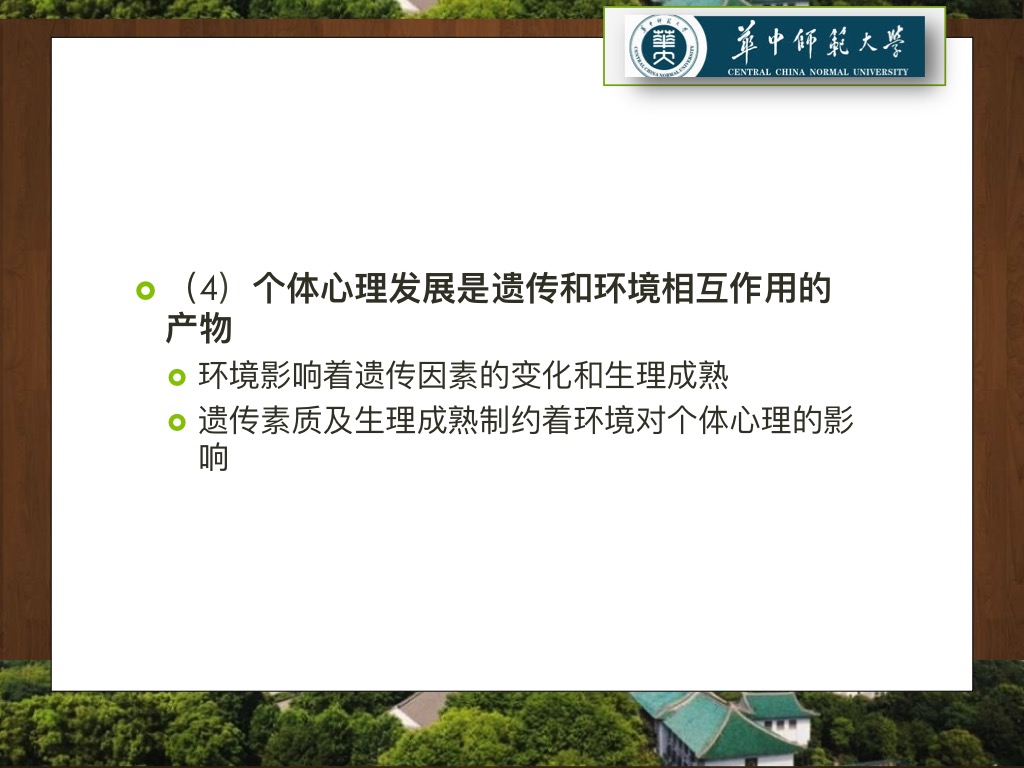 華中師範大學
CENTRAL CHINA NORMAL UNIVERSITY
（4）个体心理发展是遗传和环境相互作用的
产物
环境影响着遗传因素的变化和生理成熟
遗传素质及生理成熟制约着环境对个体心理的影
响